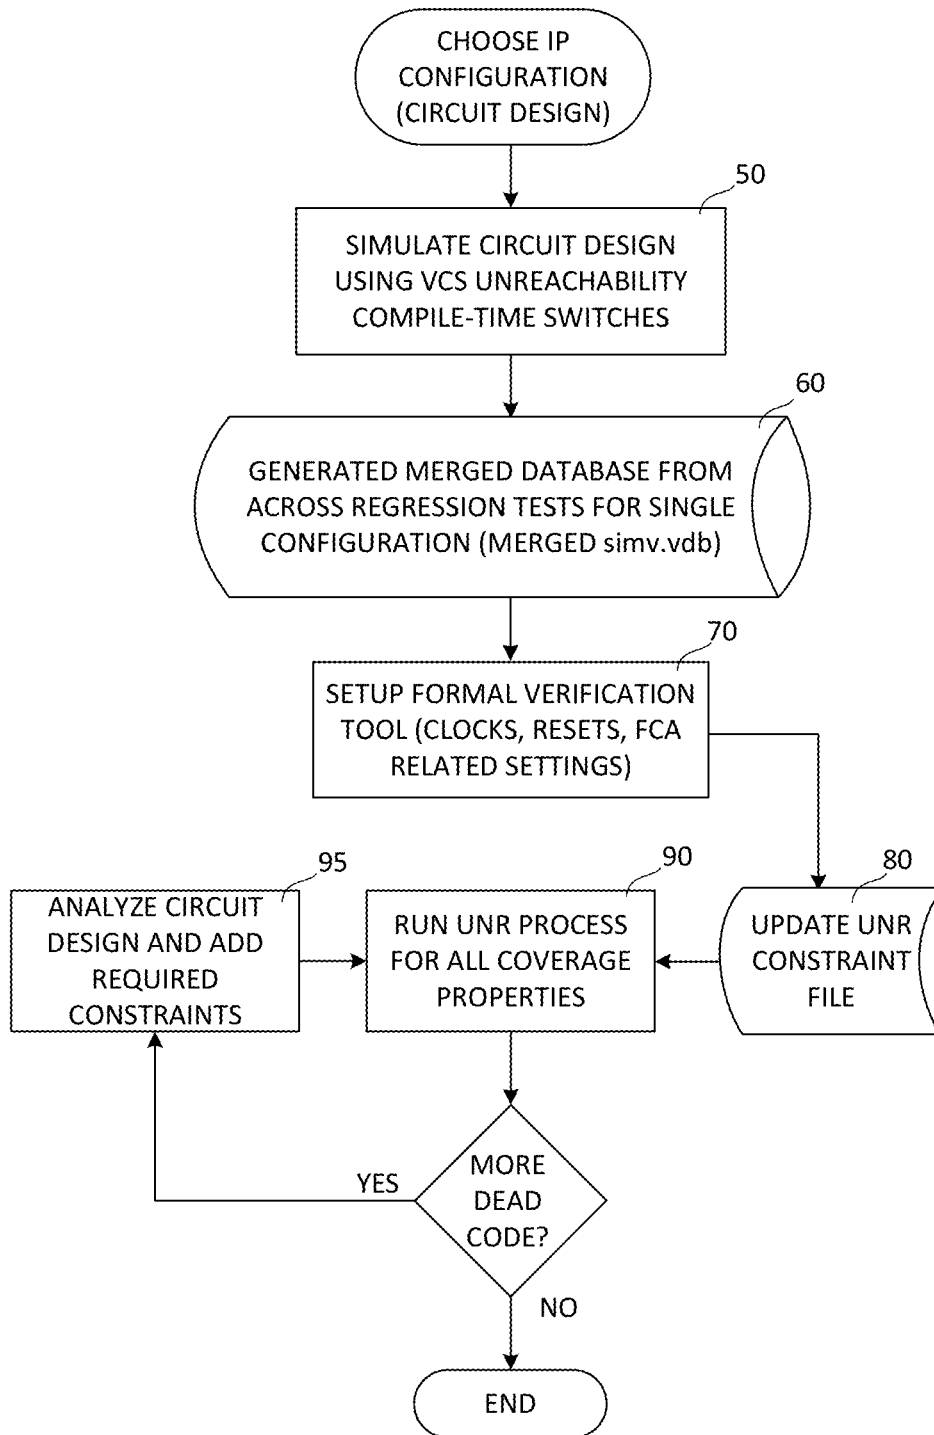 CHOOSE IP
CONFIGURATION
(CIRCUIT DESIGN)
50
SIMULATE CIRCUIT DESIGN
USING VCS UNREACHABILITY
COMPILE-TIME SWITCHES
60
GENERATED MERGED DATABASE FROM
ACROSS REGRESSION TESTS FOR SINGLE
CONFIGURATION (MERGED simv.vdb)
70
SETUP FORMAL VERIFICATION
TOOL (CLOCKS, RESETS, FCA
RELATED SETTINGS)
95
ANALYZE CIRCUIT
DESIGN AND ADD
REQUIRED
CONSTRAINTS
90
RUN UNR PROCESS
FOR ALL COVERAGE
PROPERTIES
80
UPDATE UNR
CONSTRAINT
FILE
YES
MORE
DEAD
CODE?
NO
END